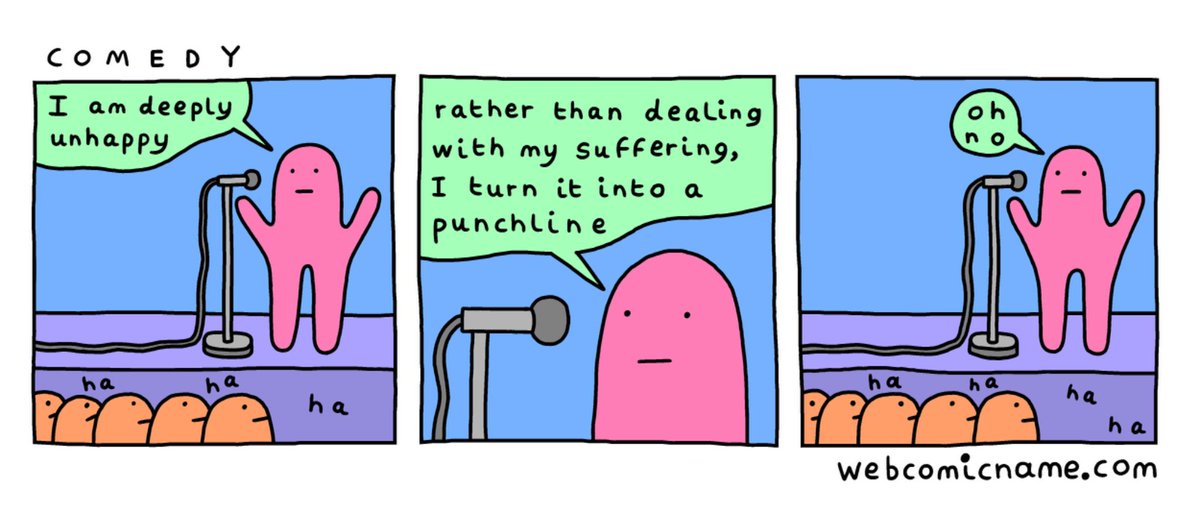 COMEDY
I am deeply
unhappy
ha
ha
ha
rather than dealing
with my suffering,
I turn it into a
punchline
oh
no
ha
ha
ha
ha
webcomicname.com